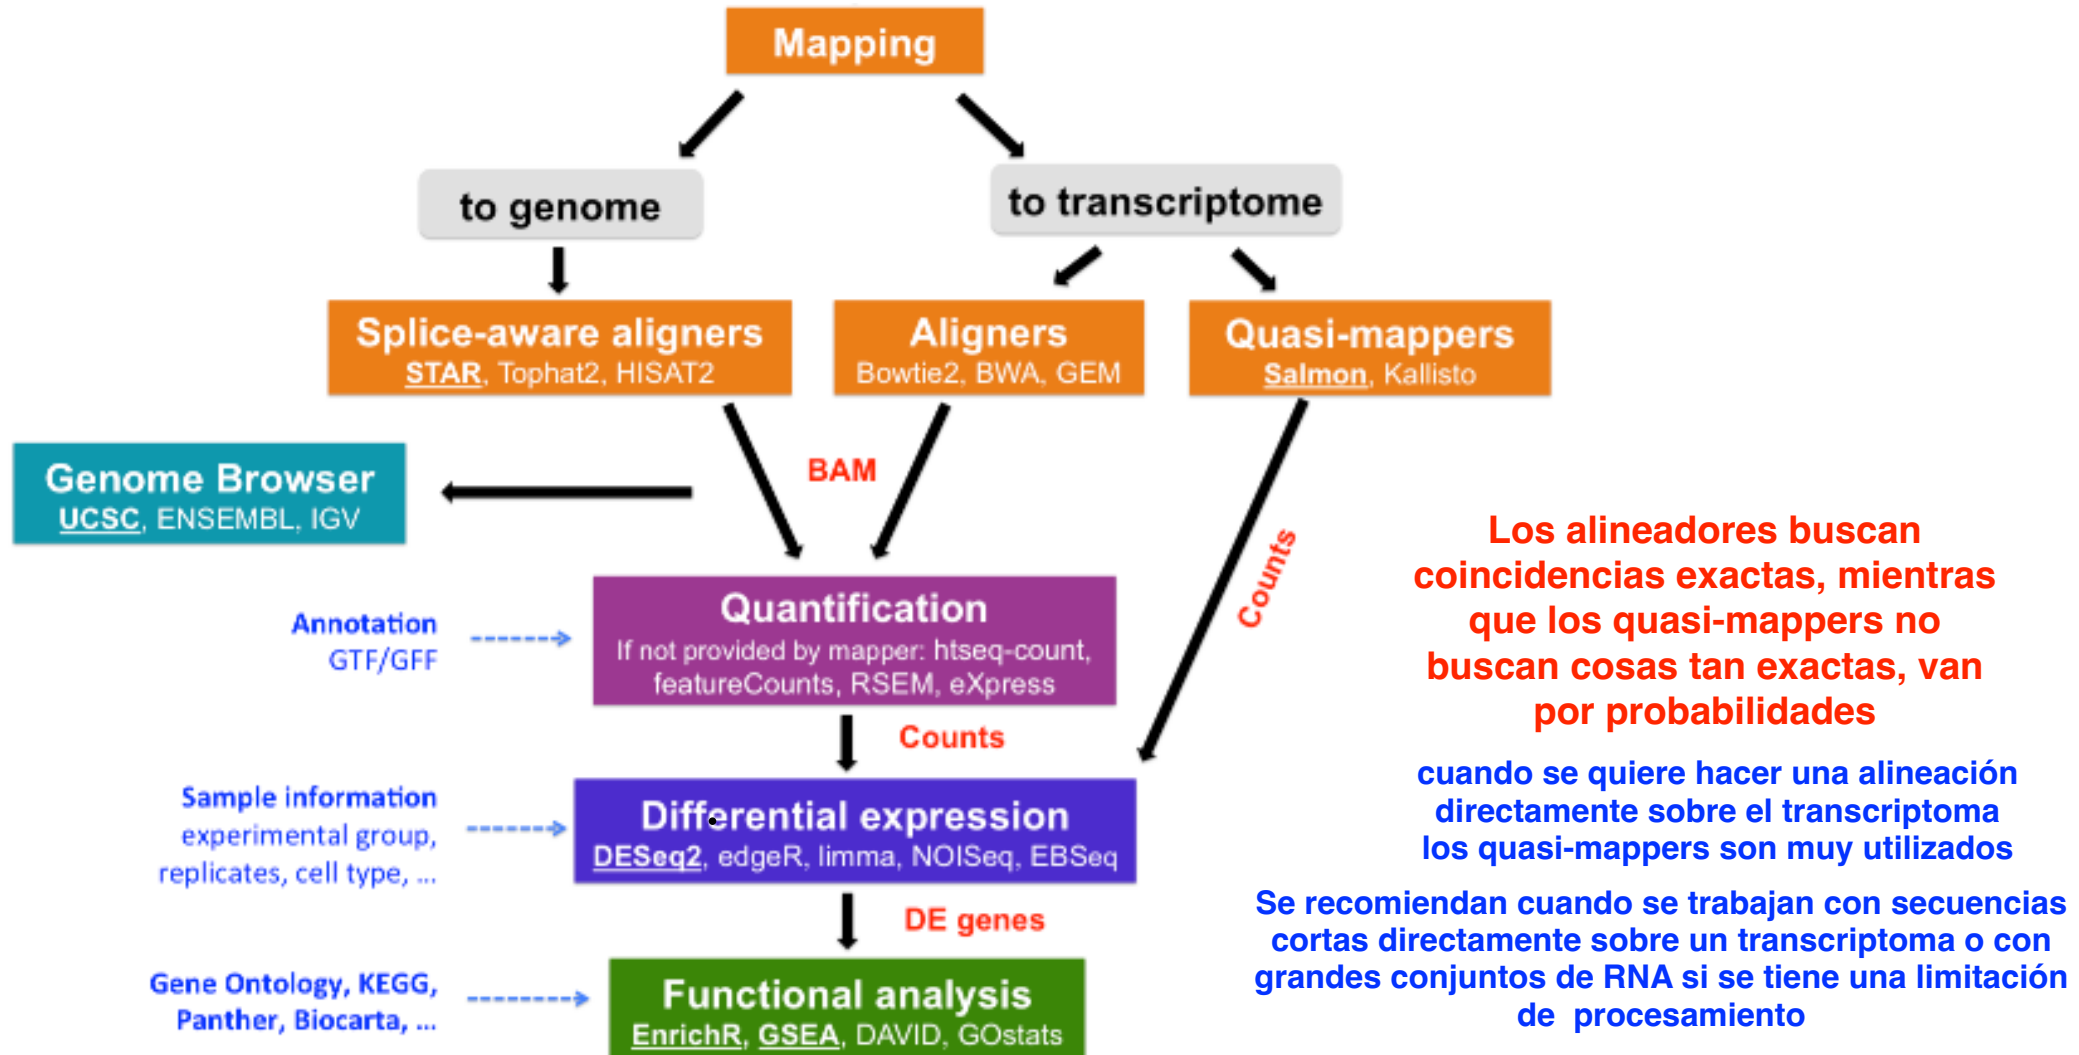 Mapping
to genome
to transcriptome
Splice-aware aligners
STAR, Tophat2, HISAT2
Aligners
Bowtie2, BWA, GEM
Quasi-mappers
Salmon, Kallisto
BAM
Genome Browser
UCSC, ENSEMBL, IGV
Counts
Annotation
GTF/GFF
Quantification
If not provided by mapper: htseq-count,
featureCounts, RSEM, eXpress
Counts
Sample information
experimental group,
replicates, cell type, ...
Differential expression
DESeq2, edgeR, limma, NOISeq, EBSeq
DE genes
Gene Ontology, KEGG,
Panther, Biocarta, ...
Functional analysis
EnrichR, GSEA, DAVID, GOstats
Los alineadores buscan
coincidencias exactas, mientras
que los quasi-mappers no
buscan cosas tan exactas, van
por probabilidades
cuando se quiere hacer una alineación
directamente sobre el transcriptoma
los quasi-mappers son muy utilizados
Se recomiendan cuando se trabajan con secuencias
cortas directamente sobre un transcriptoma o con
grandes conjuntos de RNA si se tiene una limitación
de procesamiento